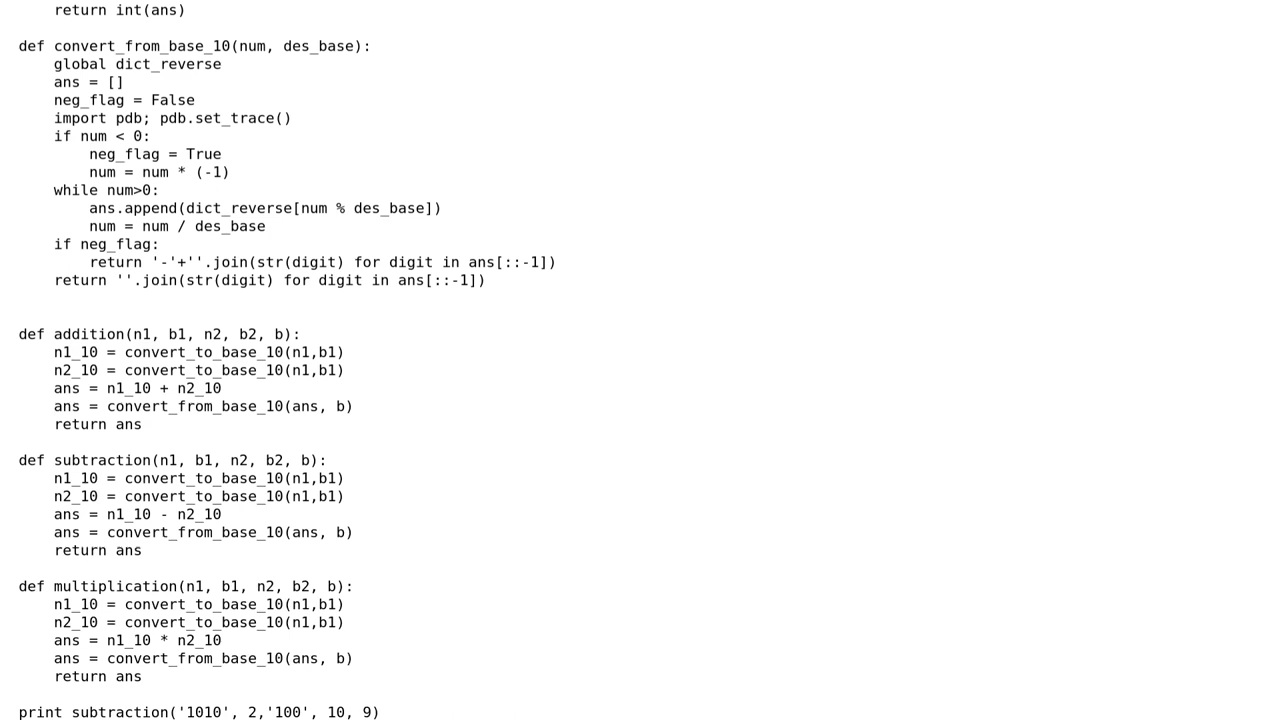 return int(ans)

def convert_from_base_10(num, des_base):
    global dict_reverse
    ans = []
    neg_flag = False
    import pdb; pdb.set_trace()
    if num < 0:
        neg_flag = True
        num = num * (-1)
    while num>0:
        ans.append(dict_reverse[num % des_base])
        num = num / des_base
    if neg_flag:
        return '-'+''.join(str(digit) for digit in ans[::-1])
    return ''.join(str(digit) for digit in ans[::-1])


def addition(n1, b1, n2, b2, b):
    n1_10 = convert_to_base_10(n1,b1)
    n2_10 = convert_to_base_10(n1,b1)
    ans = n1_10 + n2_10
    ans = convert_from_base_10(ans, b)
    return ans

def subtraction(n1, b1, n2, b2, b):
    n1_10 = convert_to_base_10(n1,b1)
    n2_10 = convert_to_base_10(n1,b1)
    ans = n1_10 - n2_10
    ans = convert_from_base_10(ans, b)
    return ans

def multiplication(n1, b1, n2, b2, b):
    n1_10 = convert_to_base_10(n1,b1)
    n2_10 = convert_to_base_10(n1,b1)
    ans = n1_10 * n2_10
    ans = convert_from_base_10(ans, b)
    return ans

print subtraction('1010', 2,'100', 10, 9)